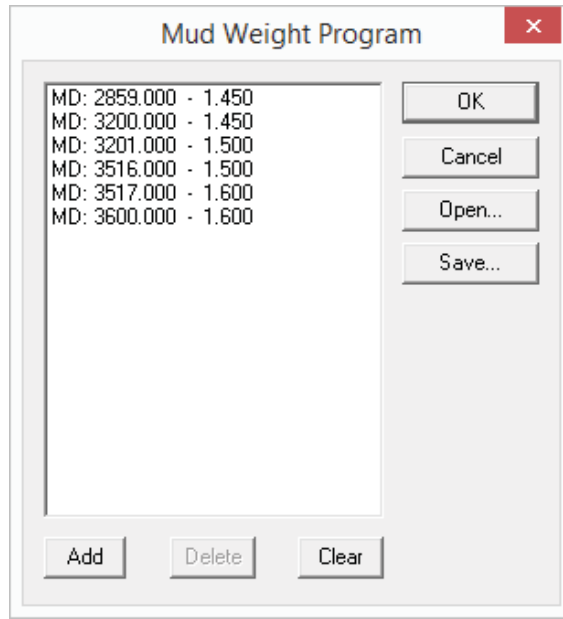 Mud Weight Program
MD: 2859.000 - 1.450
MD: 3200.000 - 1.450
MD: 3201.000 - 1.500
MD: 3516.000 - 1.500
MD: 3517.000 - 1.600
MD: 3600.000 - 1.600
OK
Cancel
Open...
Save...
Add
Delete
Clear